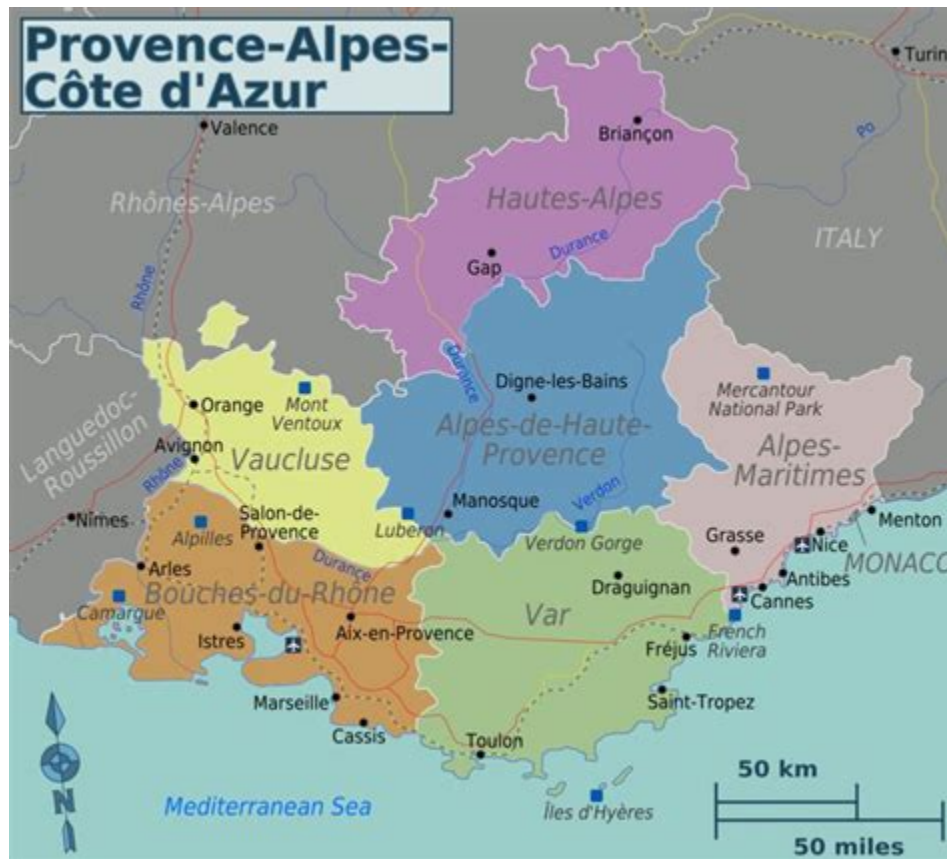 Provence-Alpes-
Côte d'Azur
Turin
Valence
Briançon
Po
Rhônes-Alpes
Hautes-Alpes
ITALY
Durance
Gap
Rhône
Durance
Digne-les-Bains
Mercantour
National Park
Orange
Mont
Ventoux
Languedoc-
Roussillon
Avignon
Vaucluse
Alpes-de-Haute-
Provence
Alpes-
Maritimes
Rhône
Manosque
Verdon
Nîmes
Salon-de-
Provence
Alpilles
Luberon
Verdon Gorge
Grasse
Menton
Nice
MONACO
Arles
Durance
Draguignan
Antibes
Bouches-du-Rhône
Camargue
Var
Cannes
Istres
Aix-en-Provence
Fréjus
French
Riviera
Marseille
Saint-Tropez
Cassis
Toulon
50 km
N
Mediterranean Sea
Îles d'Hyères
50 miles